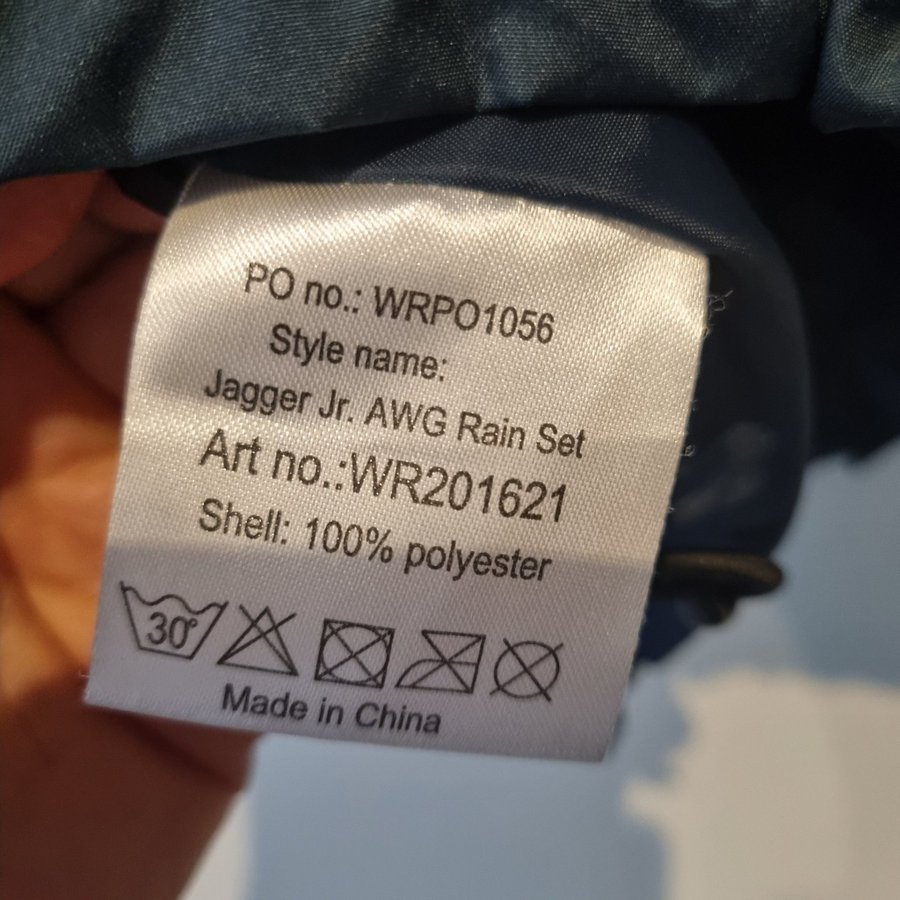 PO no.: WRPO1056
Style name:
Jagger Jr. AWG Rain Set
Art no.:WR201621
Shell: 100% polyester
30°
Made in China